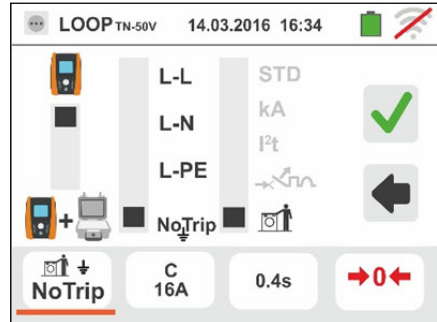 LOOP TN-50V 14.03.2016 16:34
L-L STD
L-N kA
I²t
L-PE
+ NoTrip
NoTrip C 16A 0.4s →0←